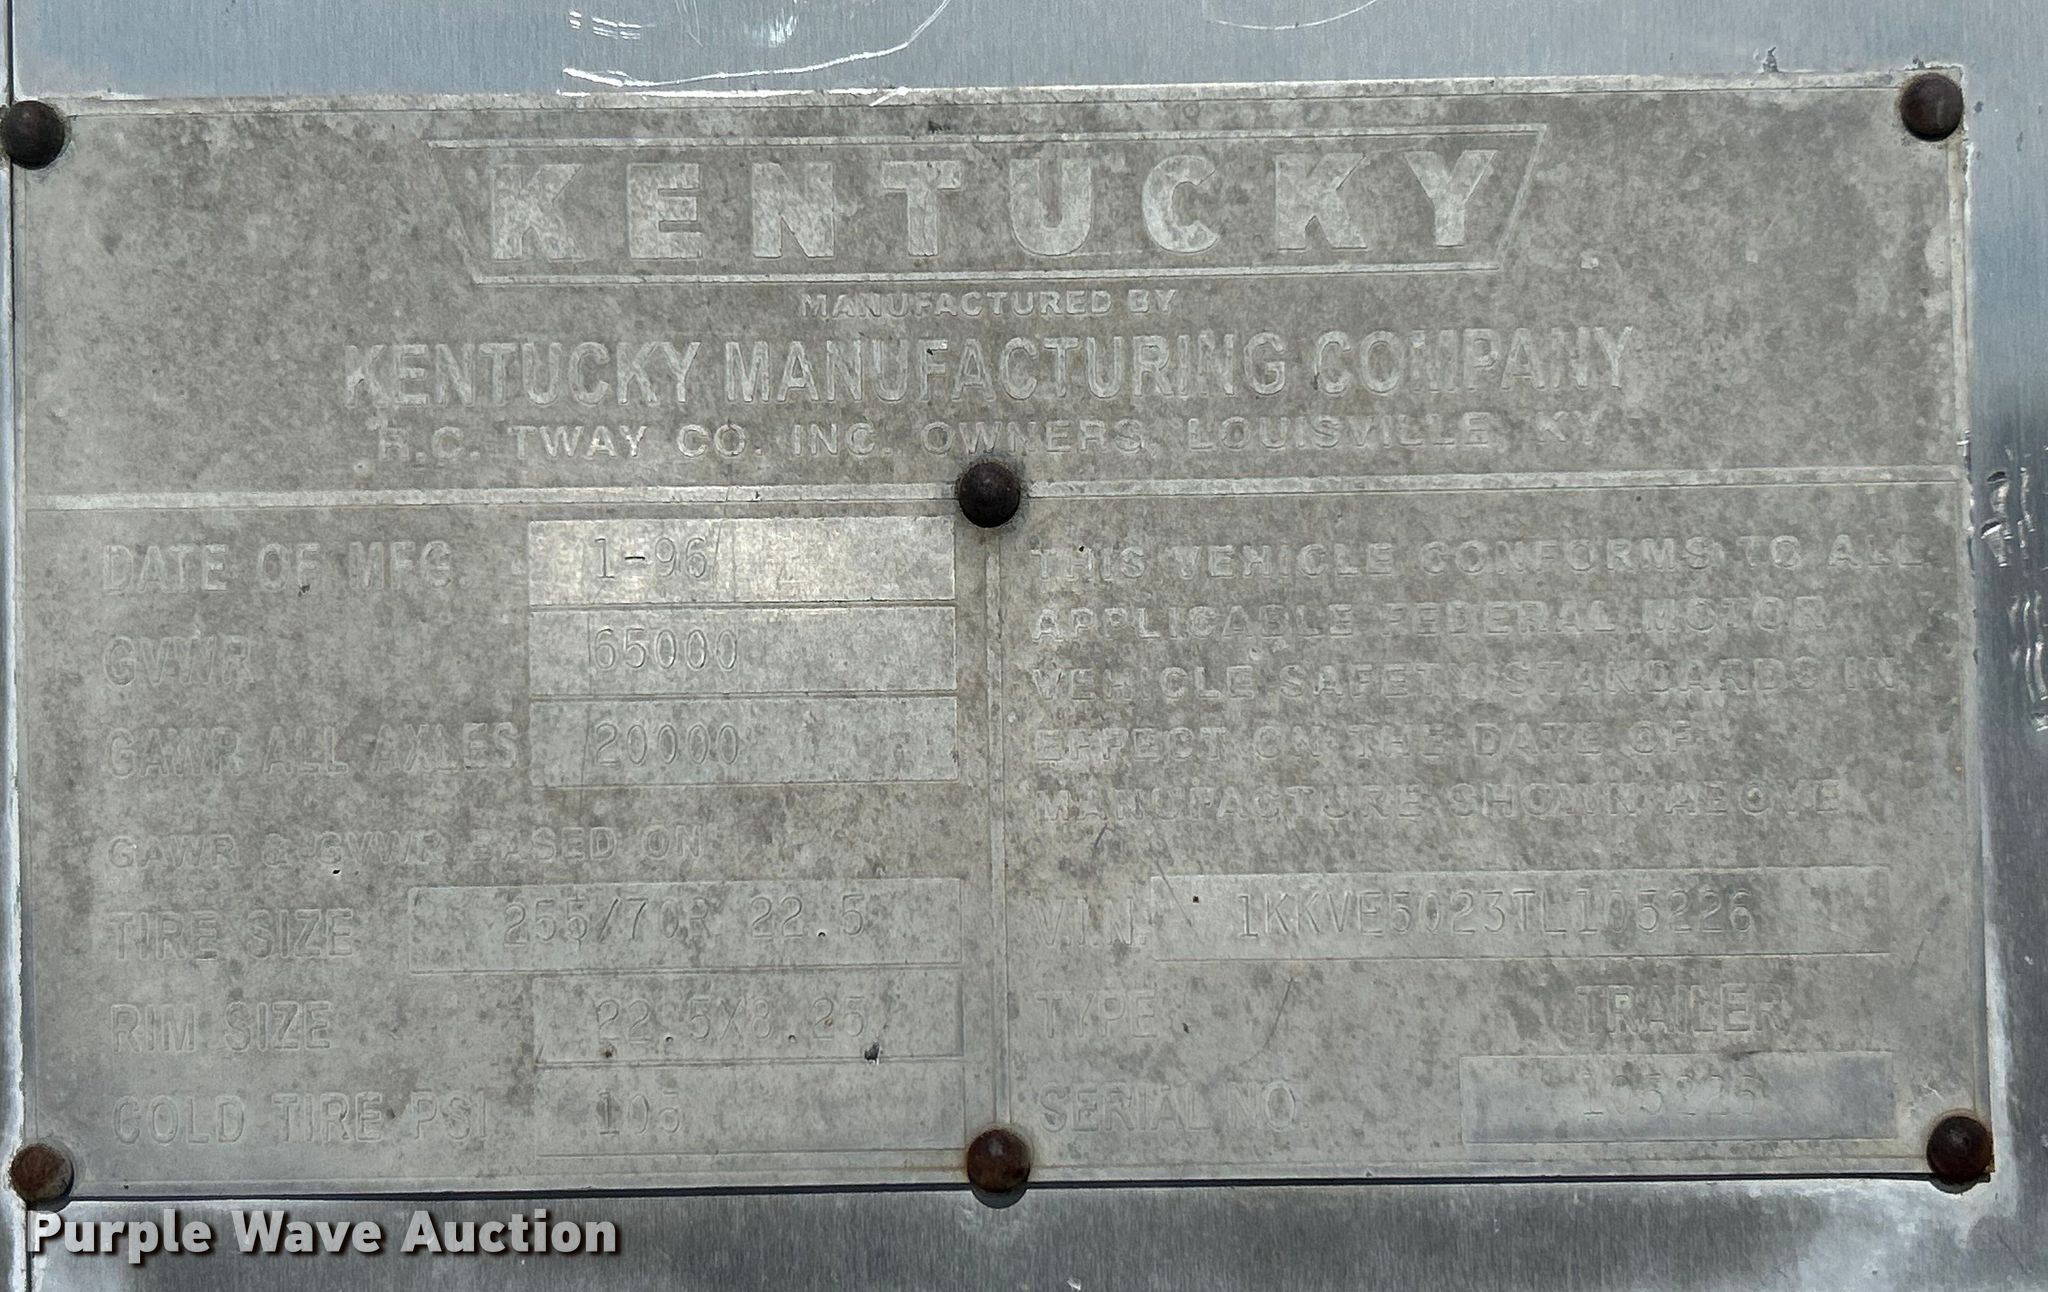 KENTUCKY
MANUFACTURED BY
KENTUCKY MANUFACTURING COMPANY
R.C. TWAY CO. INC. OWNERS, LOUISVILLE, KY
DATE OF MFG. 1-96
GVWR 65000
GAWR ALL AXLES 20000
GAWR & GVWR BASED ON
TIRE SIZE 255/70R 22.5
RIM SIZE 22.5X8.25
COLD TIRE PSI 105
THIS VEHICLE CONFORMS TO ALL
APPLICABLE FEDERAL MOTOR
VEHICLE SAFETY STANDARDS IN
EFFECT ON THE DATE OF
MANUFACTURE SHOWN ABOVE
V.I.N. 1KKVE5023TL105226
TYPE TRAILER
SERIAL NO. 105226
Purple Wave Auction